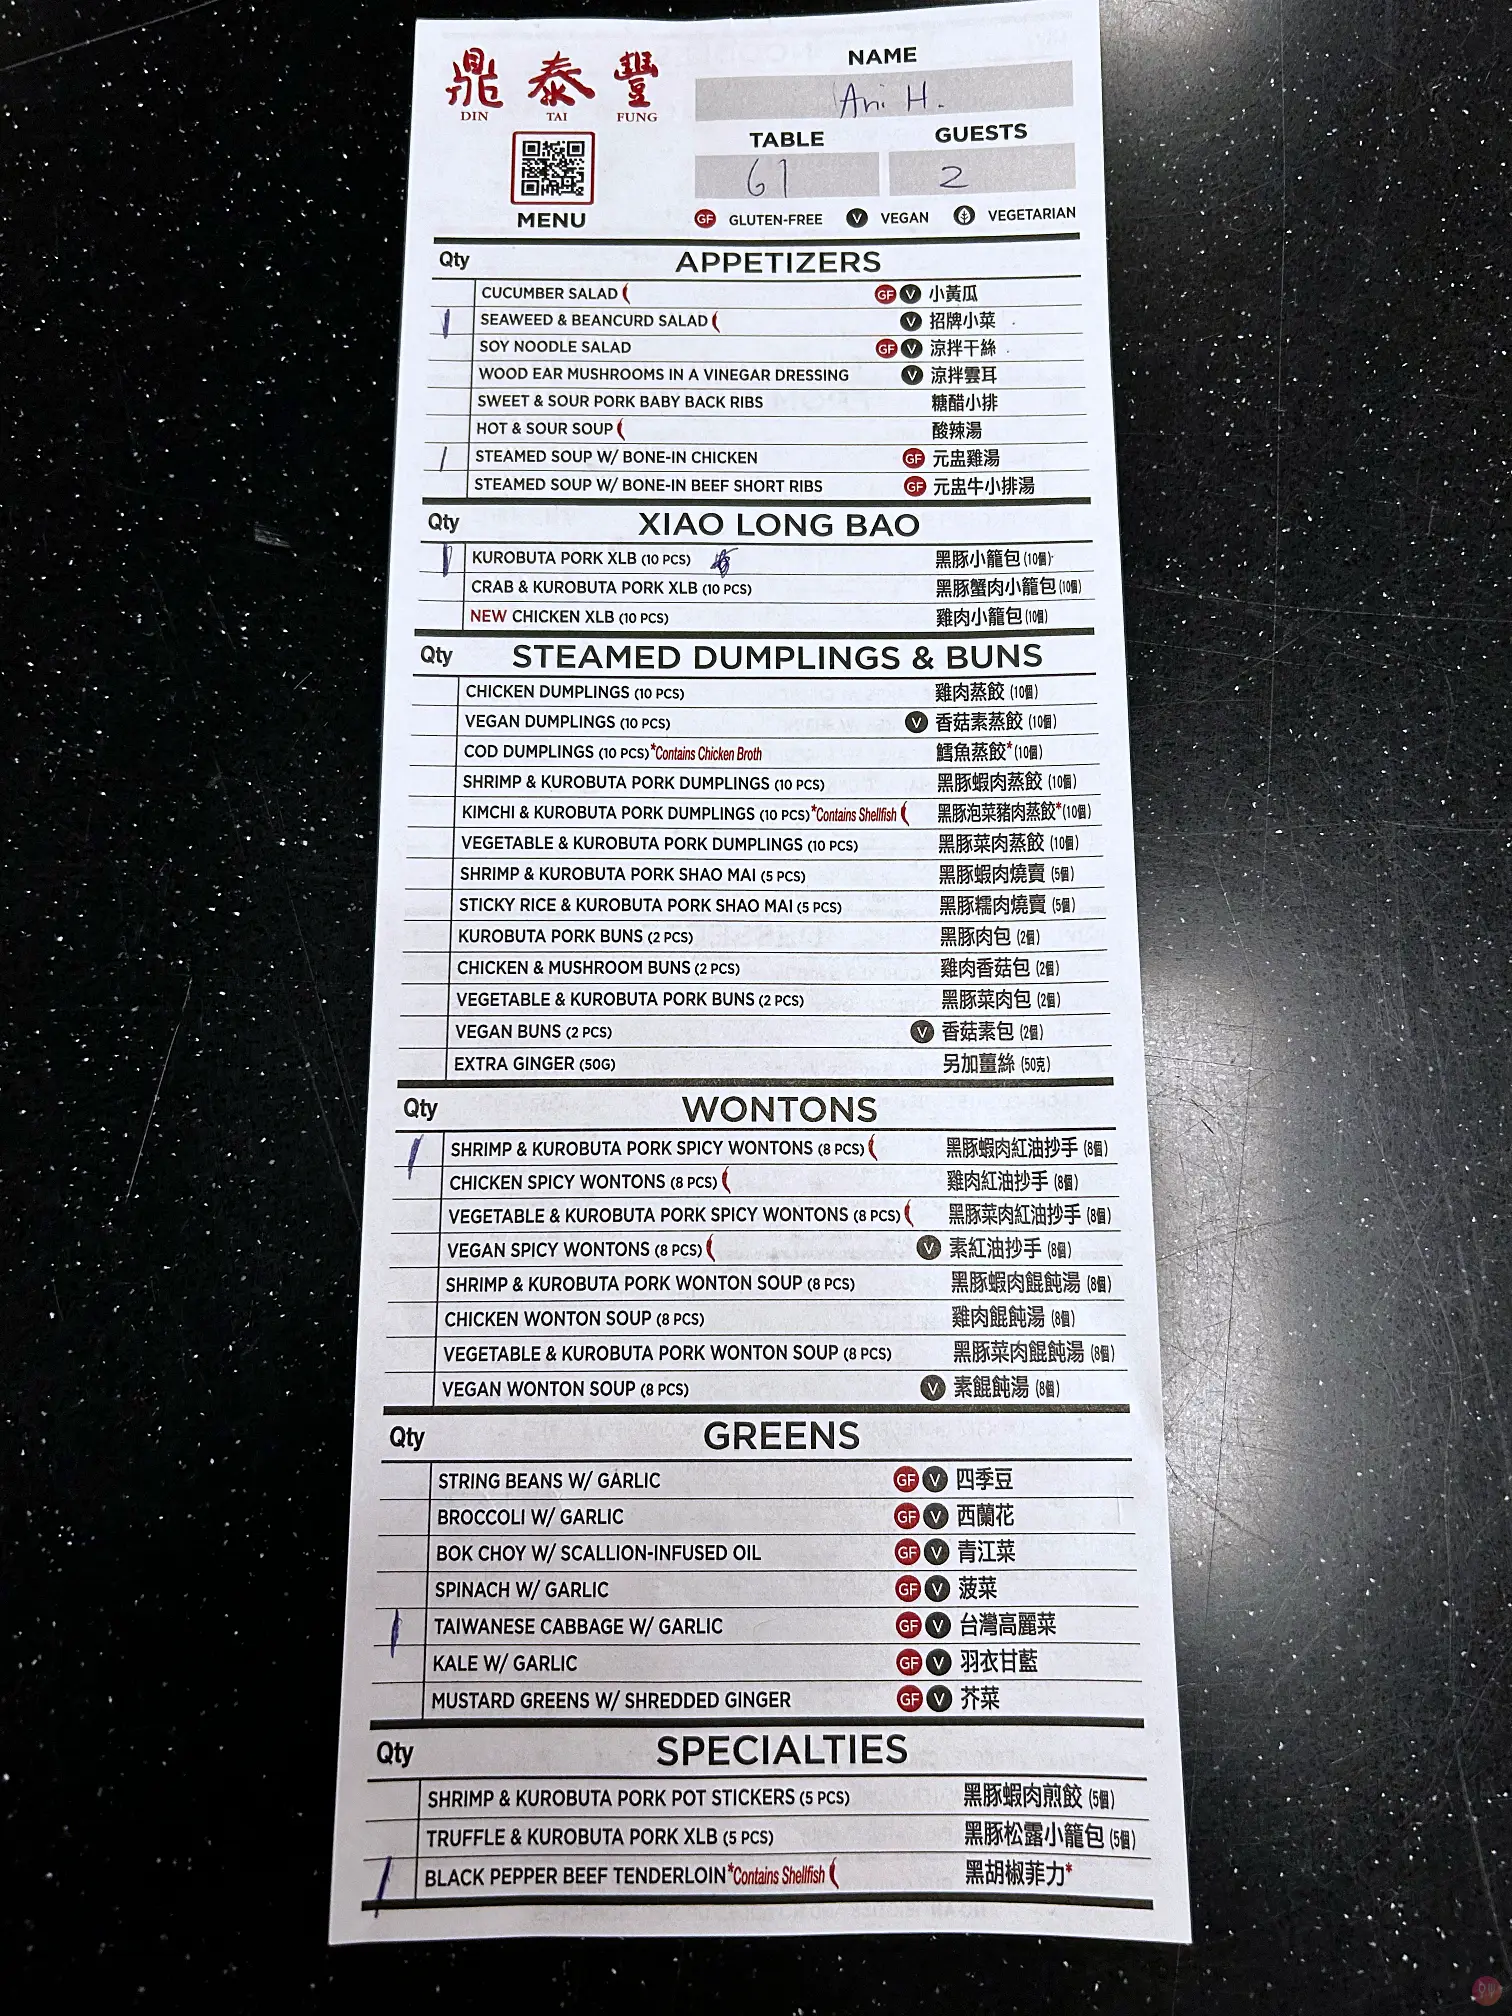 鼎 泰 豐
DIN TAI FUNG
MENU
NAME
Ari H.
TABLE GUESTS
61 2
GF GLUTEN-FREE V VEGAN VEGETARIAN
Qty APPETIZERS
CUCUMBER SALAD GF V 小黃瓜
| SEAWEED & BEANCURD SALAD V 招牌小菜
SOY NOODLE SALAD GF V 涼拌干絲
WOOD EAR MUSHROOMS IN A VINEGAR DRESSING V 涼拌雲耳
SWEET & SOUR PORK BABY BACK RIBS 糖醋小排
HOT & SOUR SOUP 酸辣湯
| STEAMED SOUP W/ BONE-IN CHICKEN GF 元盅雞湯
STEAMED SOUP W/ BONE-IN BEEF SHORT RIBS GF 元盅牛小排湯
Qty XIAO LONG BAO
| KUROBUTA PORK XLB (10 PCS) 黑豚小籠包 (10個)
CRAB & KUROBUTA PORK XLB (10 PCS) 黑豚蟹肉小籠包 (10個)
NEW CHICKEN XLB (10 PCS) 雞肉小籠包 (10個)
Qty STEAMED DUMPLINGS & BUNS
CHICKEN DUMPLINGS (10 PCS) 雞肉蒸餃 (10個)
VEGAN DUMPLINGS (10 PCS) V 香菇素蒸餃 (10個)
COD DUMPLINGS (10 PCS) *Contains Chicken Broth 鱈魚蒸餃* (10個)
SHRIMP & KUROBUTA PORK DUMPLINGS (10 PCS) 黑豚蝦肉蒸餃 (10個)
KIMCHI & KUROBUTA PORK DUMPLINGS (10 PCS) *Contains Shellfish 黑豚泡菜豬肉蒸餃* (10個)
VEGETABLE & KUROBUTA PORK DUMPLINGS (10 PCS) 黑豚菜肉蒸餃 (10個)
SHRIMP & KUROBUTA PORK SHAO MAI (5 PCS) 黑豚蝦肉燒賣 (5個)
STICKY RICE & KUROBUTA PORK SHAO MAI (5 PCS) 黑豚糯肉燒賣 (5個)
KUROBUTA PORK BUNS (2 PCS) 黑豚肉包 (2個)
CHICKEN & MUSHROOM BUNS (2 PCS) 雞肉香菇包 (2個)
VEGETABLE & KUROBUTA PORK BUNS (2 PCS) 黑豚菜肉包 (2個)
VEGAN BUNS (2 PCS) V 香菇素包 (2個)
EXTRA GINGER (50G) 另加薑絲 (50克)
Qty WONTONS
| SHRIMP & KUROBUTA PORK SPICY WONTONS (8 PCS) 黑豚蝦肉紅油抄手 (8個)
CHICKEN SPICY WONTONS (8 PCS) 雞肉紅油抄手 (8個)
VEGETABLE & KUROBUTA PORK SPICY WONTONS (8 PCS) 黑豚菜肉紅油抄手 (8個)
VEGAN SPICY WONTONS (8 PCS) V 素紅油抄手 (8個)
SHRIMP & KUROBUTA PORK WONTON SOUP (8 PCS) 黑豚蝦肉餛飩湯 (8個)
CHICKEN WONTON SOUP (8 PCS) 雞肉餛飩湯 (8個)
VEGETABLE & KUROBUTA PORK WONTON SOUP (8 PCS) 黑豚菜肉餛飩湯 (8個)
VEGAN WONTON SOUP (8 PCS) V 素餛飩湯 (8個)
Qty GREENS
STRING BEANS W/ GARLIC GF V 四季豆
BROCCOLI W/ GARLIC GF V 西蘭花
BOK CHOY W/ SCALLION-INFUSED OIL GF V 青江菜
SPINACH W/ GARLIC GF V 菠菜
| TAIWANESE CABBAGE W/ GARLIC GF V 台灣高麗菜
KALE W/ GARLIC GF V 羽衣甘藍
MUSTARD GREENS W/ SHREDDED GINGER GF V 芥菜
Qty SPECIALTIES
SHRIMP & KUROBUTA PORK POT STICKERS (5 PCS) 黑豚蝦肉煎餃 (5個)
TRUFFLE & KUROBUTA PORK XLB (5 PCS) 黑豚松露小籠包 (5個)
| BLACK PEPPER BEEF TENDERLOIN *Contains Shellfish 黑胡椒菲力*